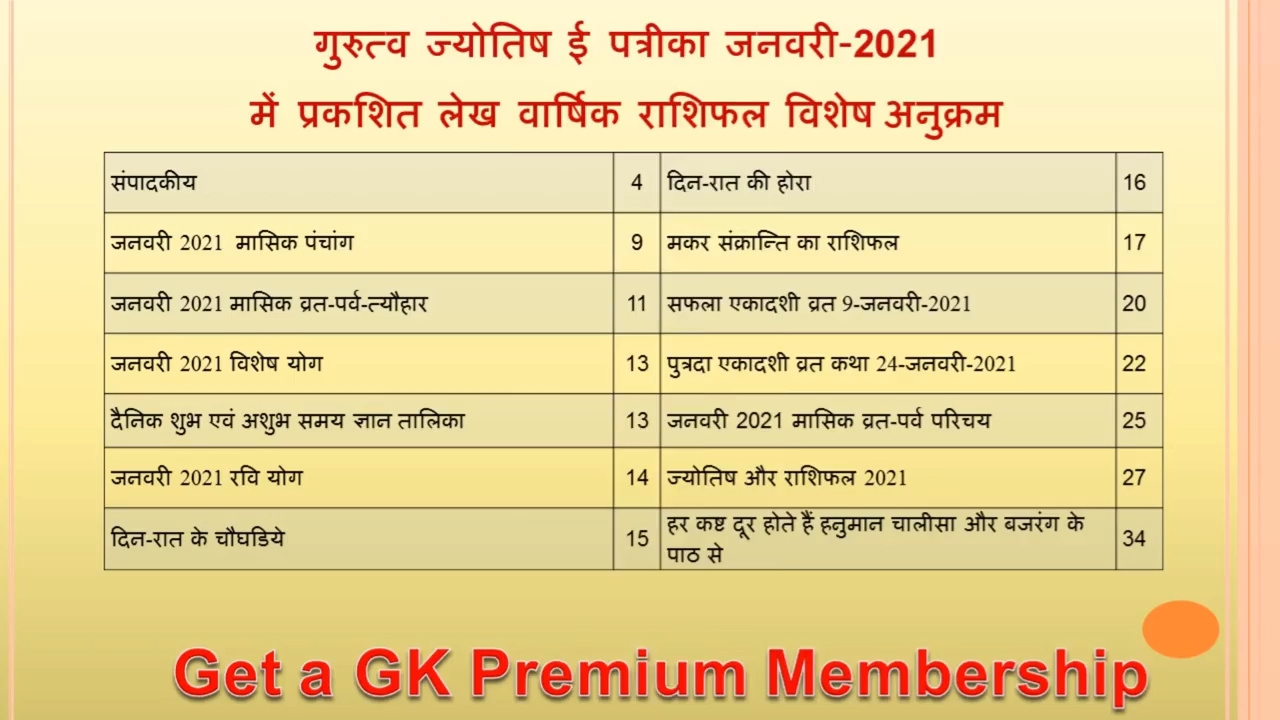 गुरुत्व ज्योतिष ई पत्रीका जनवरी-2021
में प्रकशित लेख वार्षिक राशिफल विशेष अनुक्रम
संपादकीय 4 दिन-रात की होरा 16
जनवरी 2021 मासिक पंचांग 9 मकर संक्रान्ति का राशिफल 17
जनवरी 2021 मासिक व्रत-पर्व-त्यौहार 11 सफला एकादशी व्रत 9-जनवरी-2021 20
जनवरी 2021 विशेष योग 13 पुत्रदा एकादशी व्रत कथा 24-जनवरी-2021 22
दैनिक शुभ एवं अशुभ समय ज्ञान तालिका 13 जनवरी 2021 मासिक व्रत-पर्व परिचय 25
जनवरी 2021 रवि योग 14 ज्योतिष और राशिफल 2021 27
दिन-रात के चौघडिये 15 हर कष्ट दूर होते हैं हनुमान चालीसा और बजरंग के
पाठ से 34
Get a GK Premium Membership